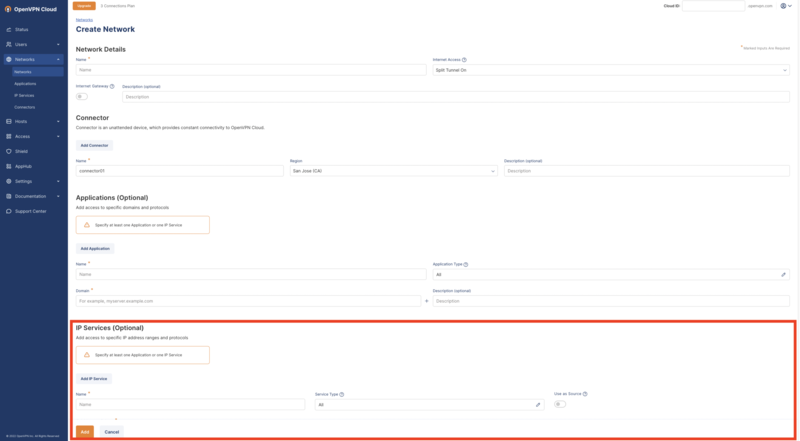 OpenVPN Cloud
Upgrade
3 Connections Plan
Cloud ID:
.openvpn.com
Status
Users
Networks
Networks
Applications
IP Services
Connectors
Hosts
Access
Shield
AppHub
Settings
Documentation
Support Center
Networks
Create Network
Network Details
* Marked Inputs Are Required
Name *
Name
Internet Access
Split Tunnel On
Internet Gateway
Description (optional)
Description
Connector
Connector is an unattended device, which provides constant connectivity to OpenVPN Cloud.
Add Connector
Name *
connector01
Region
San Jose (CA)
Description (optional)
Description
Applications (Optional)
Add access to specific domains and protocols
Specify at least one Application or one IP Service
Add Application
Name *
Name
Application Type
All
Domain *
For example, myserver.example.com
+
Description (optional)
Description
IP Services (Optional)
Add access to specific IP address ranges and protocols
Specify at least one Application or one IP Service
Add IP Service
Name *
Name
Service Type
All
Use as Source
*
Add
Cancel